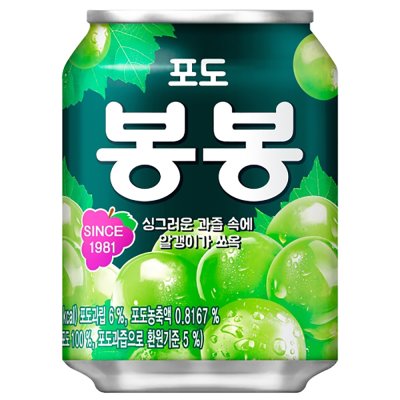 포도
봉봉
SINCE
1981
싱그러운 과즙 속에
알갱이가 쏘옥
kcal) 포도과립 6 %, 포도농축액 0.8167 %
100 %, 포도과즙으로 환원기준 5 %)